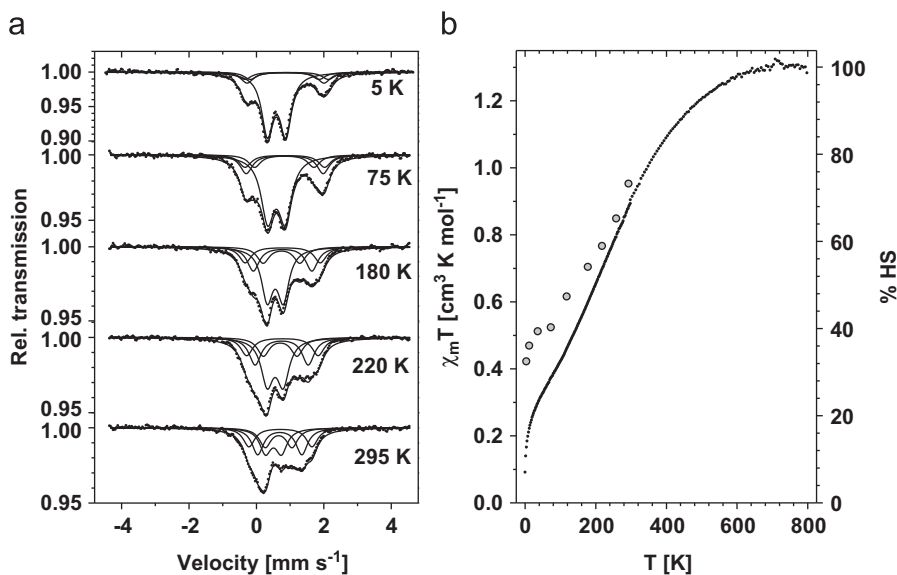 a
Rel. transmission
1.00
0.95
0.90
5 K
1.00
0.95
75 K
1.00
0.95
180 K
1.00
0.95
220 K
1.00
0.95
295 K
-4 -2 0 2 4
Velocity [mm s⁻¹]
b
χₘT [cm³ K mol⁻¹]
1.2
1.0
0.8
0.6
0.4
0.2
0.0
100
80
60
40
20
0
% HS
0 200 400 600 800
T [K]